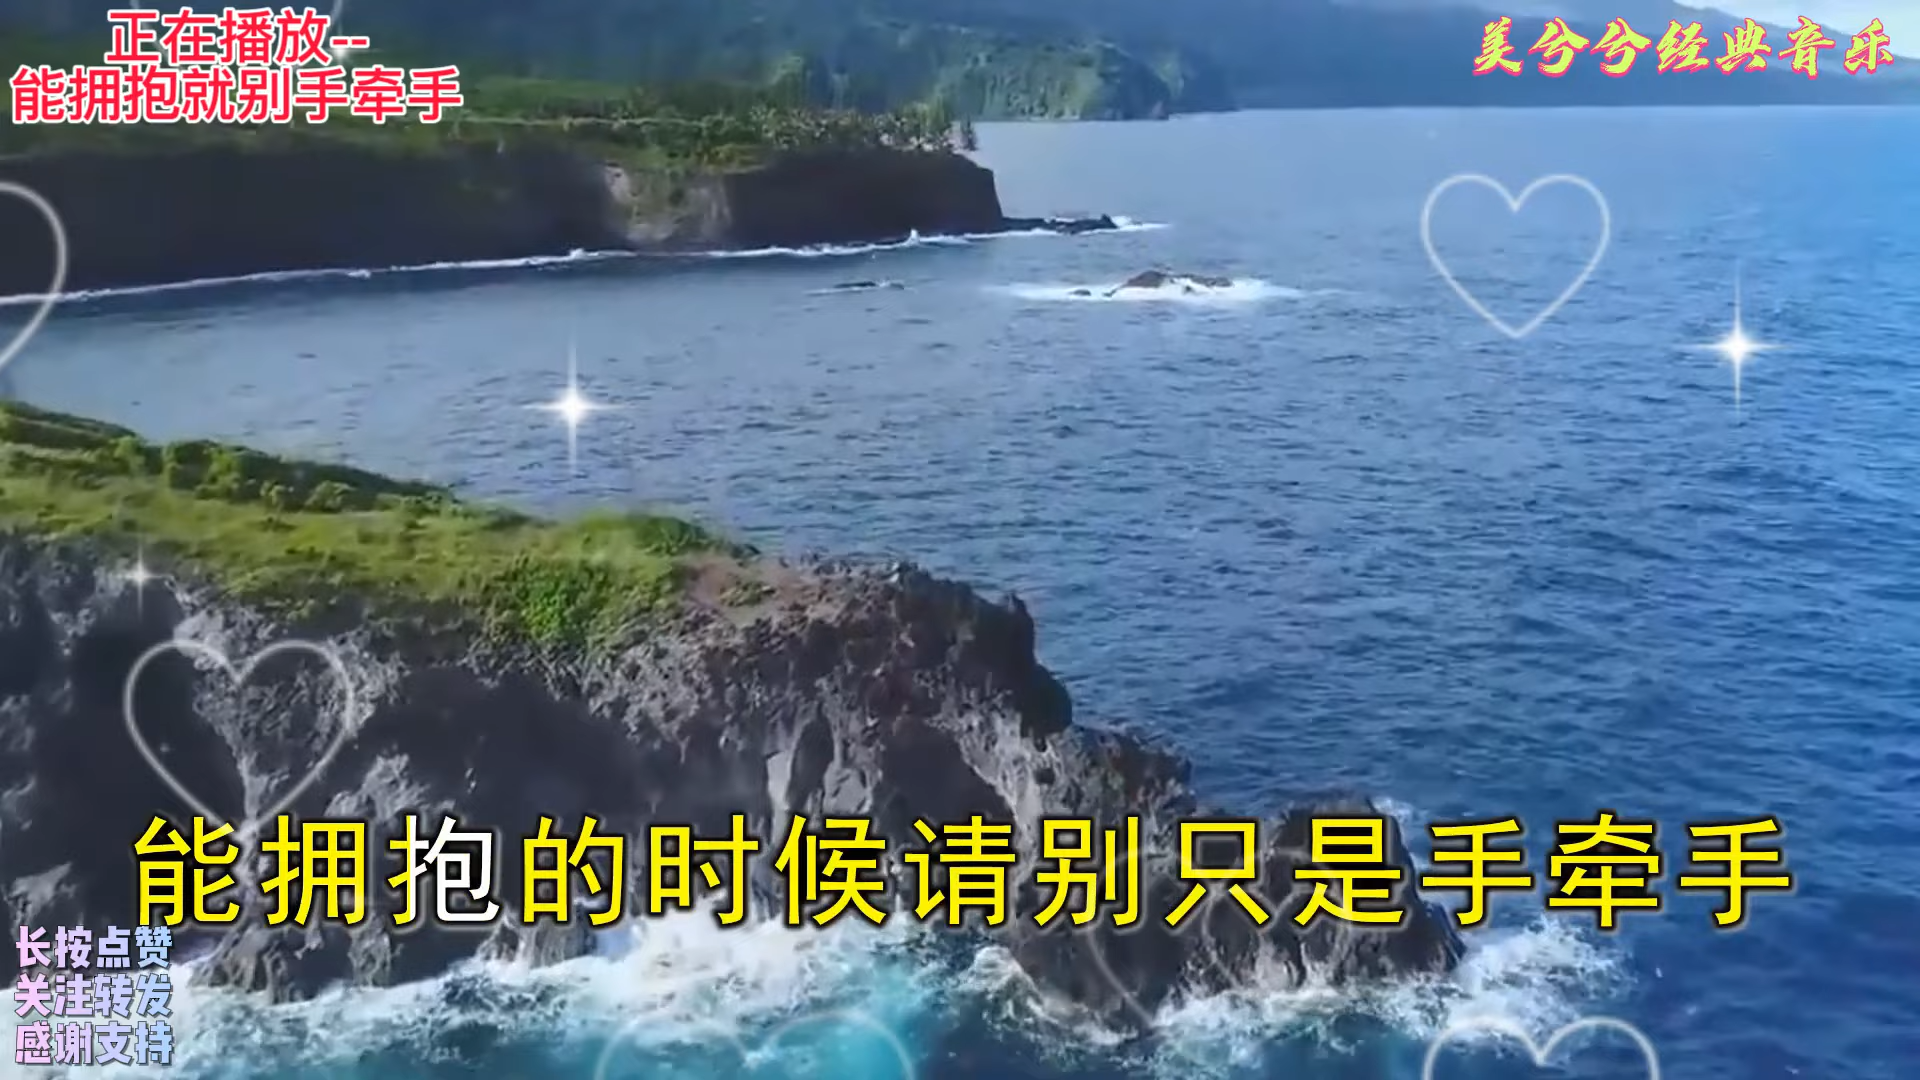 正在播放--
能拥抱就别手牵手
美兮兮经典音乐
能拥抱的时候请别只是手牵手
长按点赞
关注转发
感谢支持